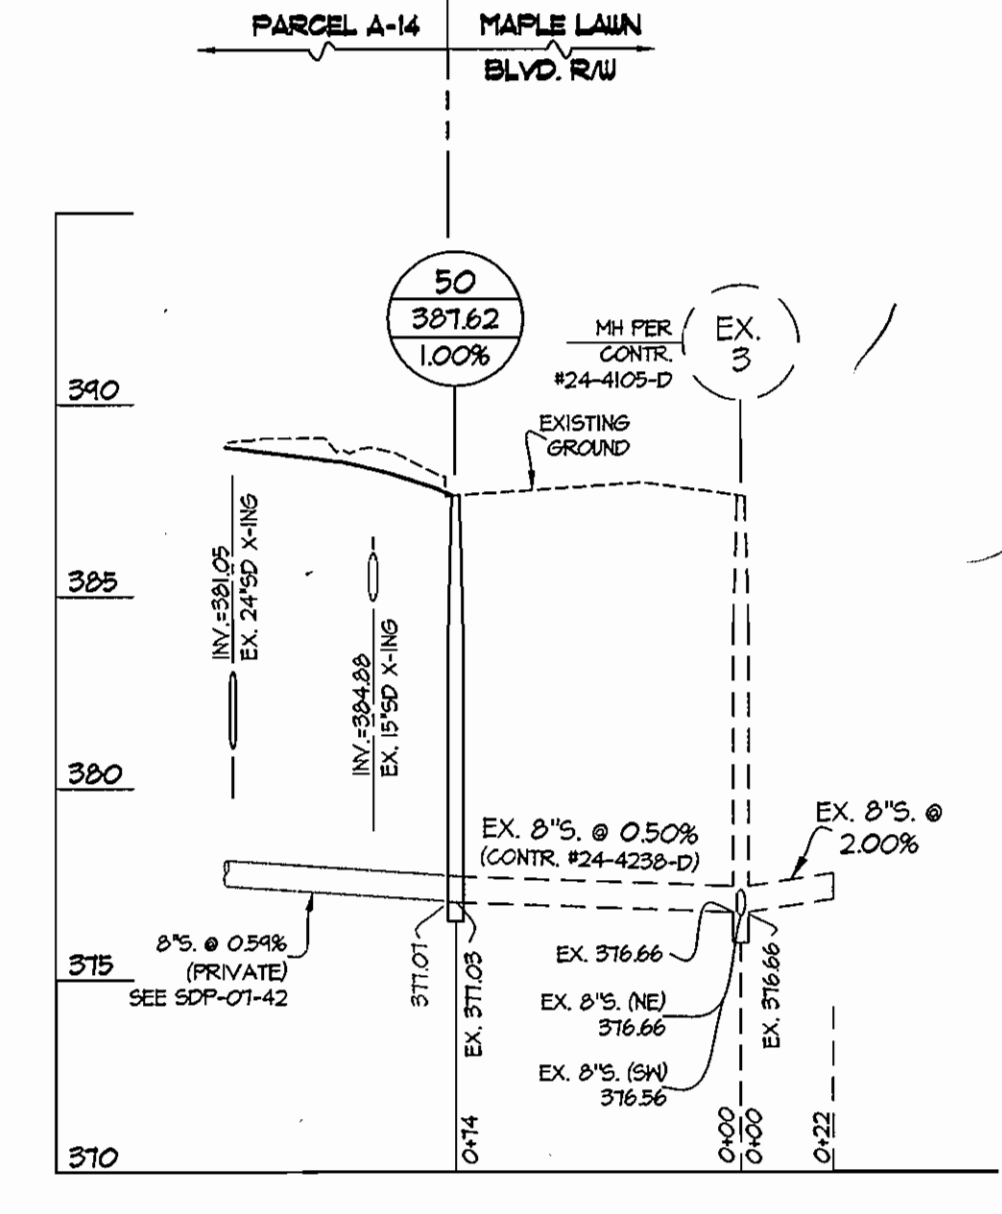 PARCEL A-14
MAPLE LAWN
BLVD. R/W
50
387.62
1.00%
MH PER
CONTR.
#24-4105-D
EX.
3
390
EXISTING
GROUND
INV.=381.05
EX. 24"SD X-ING
385
INV.=384.88
EX. 15"SD X-ING
380
EX. 8"S. @ 0.50%
(CONTR. #24-4238-D)
EX. 8"S. @
2.00%
8"S. @ 0.59%
(PRIVATE)
SEE SDP-07-42
375
377.07
EX. 377.03
EX. 376.66
EX. 8"S. (NE)
376.66
EX. 8"S. (SW)
376.56
EX. 376.66
370
0+74
0+00
0+00
0+22